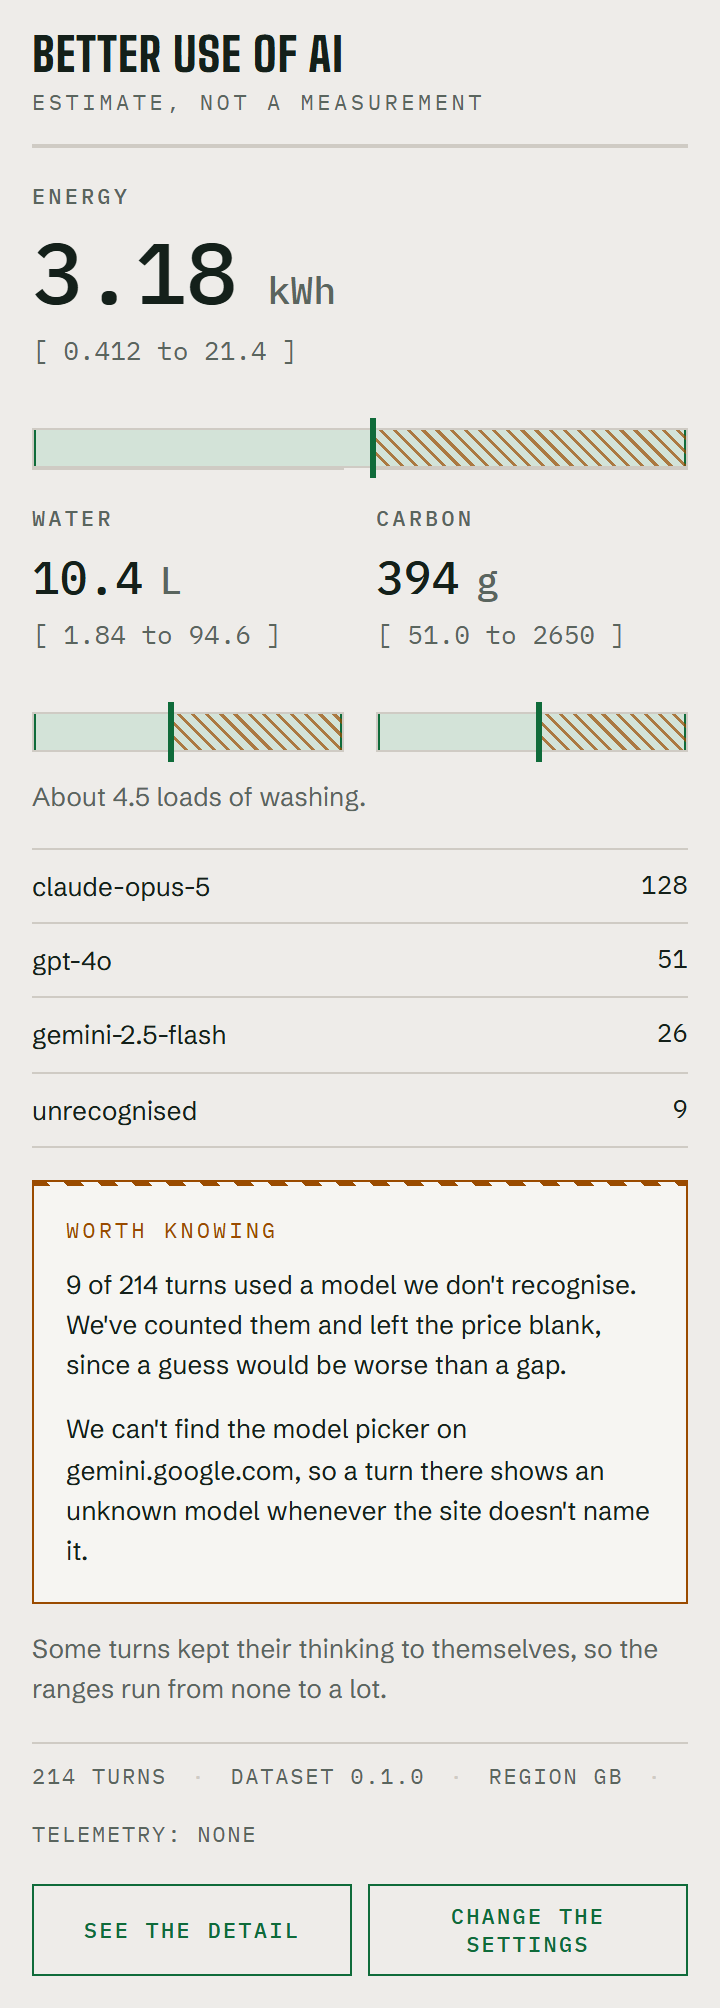 BETTER USE OF AI
ESTIMATE, NOT A MEASUREMENT
ENERGY
3.18 kWh
[ 0.412 to 21.4 ]
WATER
10.4 L
[ 1.84 to 94.6 ]
CARBON
394 g
[ 51.0 to 2650 ]
About 4.5 loads of washing.
claude-opus-5 128
gpt-4o 51
gemini-2.5-flash 26
unrecognised 9
WORTH KNOWING
9 of 214 turns used a model we don't recognise.
We've counted them and left the price blank,
since a guess would be worse than a gap.
We can't find the model picker on
gemini.google.com, so a turn there shows an
unknown model whenever the site doesn't name
it.
Some turns kept their thinking to themselves, so the
ranges run from none to a lot.
214 TURNS · DATASET 0.1.0 · REGION GB ·
TELEMETRY: NONE
SEE THE DETAIL
CHANGE THE
SETTINGS